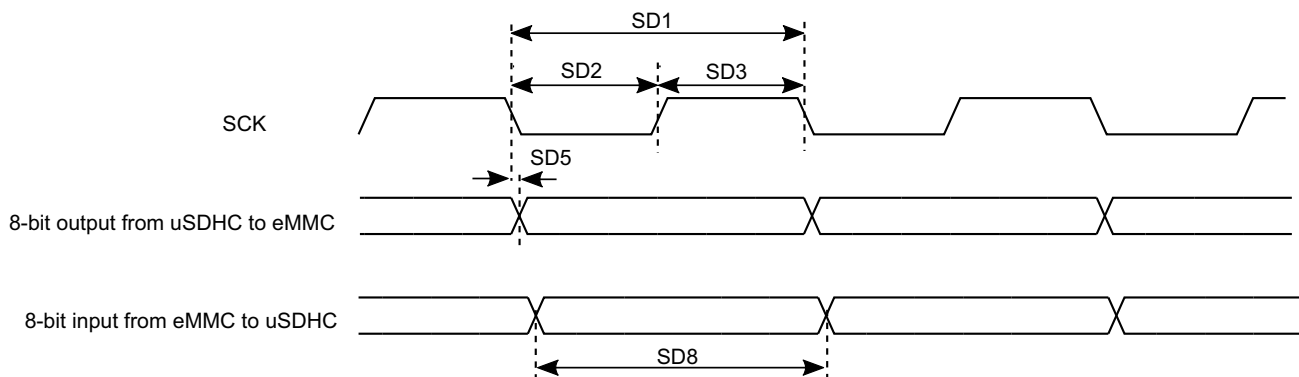 SD1
SD2
SD3
SCK
SD5
8-bit output from uSDHC to eMMC
8-bit input from eMMC to uSDHC
SD8